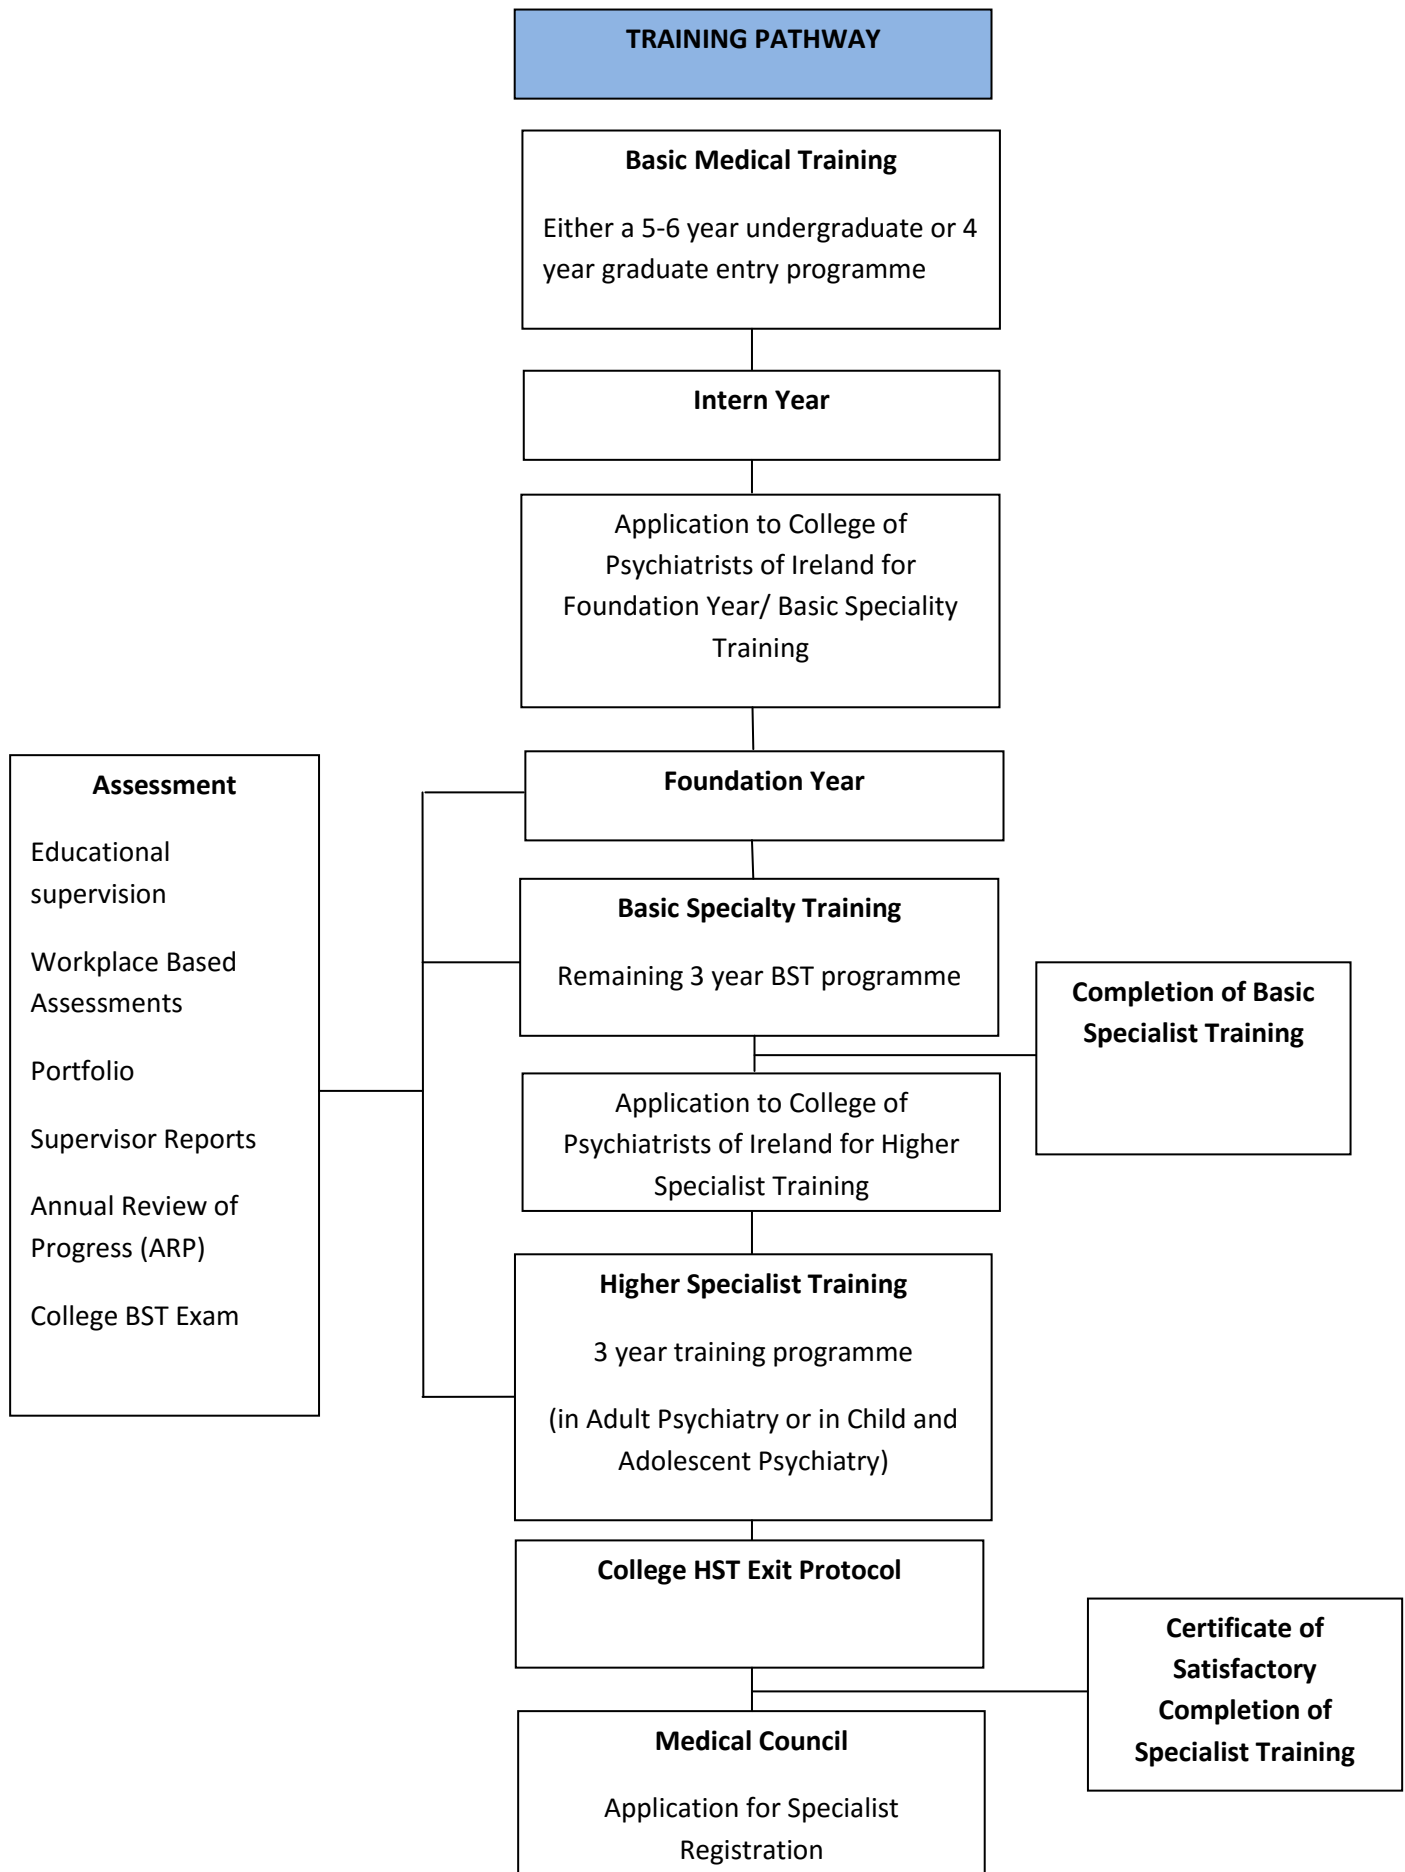 TRAINING PATHWAY
Basic Medical Training
Either a 5-6 year undergraduate or 4
year graduate entry programme
Intern Year
Application to College of
Psychiatrists of Ireland for
Foundation Year/ Basic Speciality
Training
Foundation Year
Assessment
Educational
supervision
Workplace Based
Assessments
Portfolio
Supervisor Reports
Annual Review of
Progress (ARP)
College BST Exam
Basic Specialty Training
Remaining 3 year BST programme
Completion of Basic
Specialist Training
Application to College of
Psychiatrists of Ireland for Higher
Specialist Training
Higher Specialist Training
3 year training programme
(in Adult Psychiatry or in Child and
Adolescent Psychiatry)
College HST Exit Protocol
Certificate of
Satisfactory
Completion of
Specialist Training
Medical Council
Application for Specialist
Registration